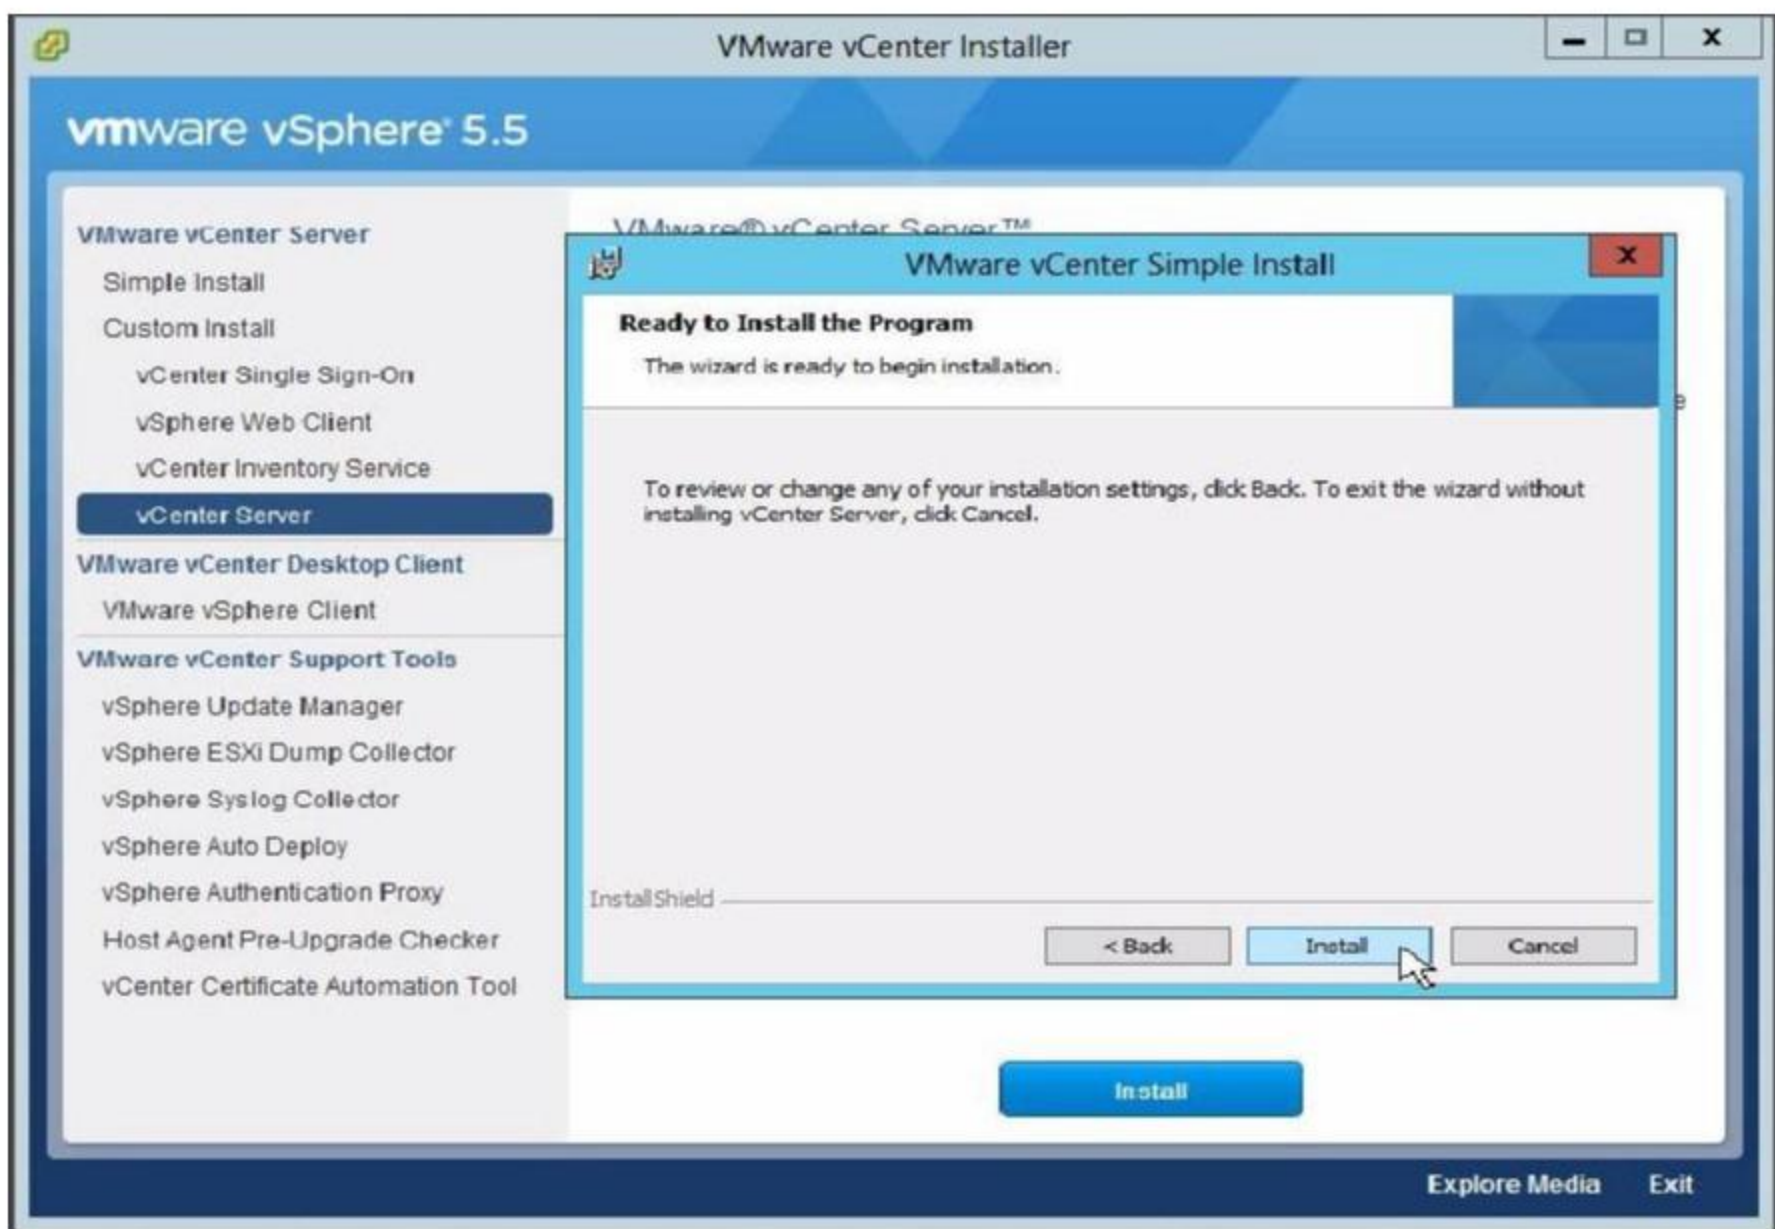 VMware vCenter Installer
vmware vSphere® 5.5
VMware vCenter Server
Simple Install
Custom Install
vCenter Single Sign-On
vSphere Web Client
vCenter Inventory Service
vCenter Server
VMware vCenter Desktop Client
VMware vSphere Client
VMware vCenter Support Tools
vSphere Update Manager
vSphere ESXi Dump Collector
vSphere Syslog Collector
vSphere Auto Deploy
vSphere Authentication Proxy
Host Agent Pre-Upgrade Checker
vCenter Certificate Automation Tool
VMware® vCenter Server™
VMware vCenter Simple Install
Ready to Install the Program
The wizard is ready to begin installation.
To review or change any of your installation settings, click Back. To exit the wizard without
installing vCenter Server, click Cancel.
InstallShield
< Back Install Cancel
Install
Explore Media Exit